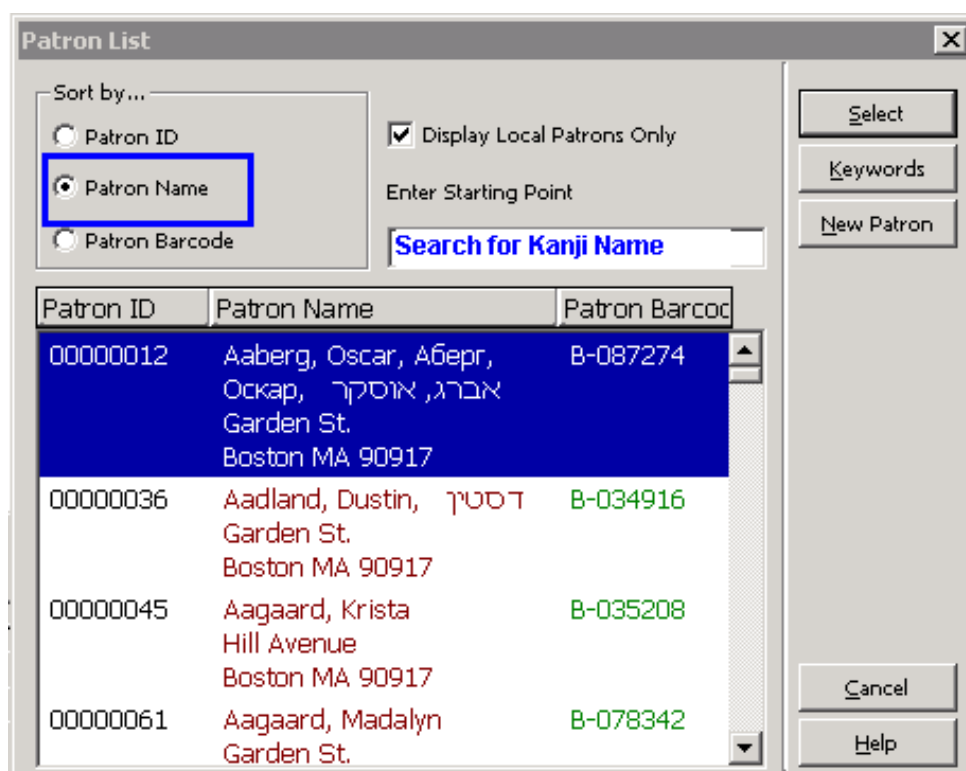 Patron List
Sort by...
Patron ID
Patron Name
Patron Barcode
Display Local Patrons Only
Enter Starting Point
Search for Kanji Name
Select
Keywords
New Patron
Patron ID Patron Name Patron Barcod
00000012 Aaberg, Oscar, Аберг, B-087274
Оскар, אברג, אוסקר
Garden St.
Boston MA 90917
00000036 Aadland, Dustin, דסטין B-034916
Garden St.
Boston MA 90917
00000045 Aagaard, Krista B-035208
Hill Avenue
Boston MA 90917
00000061 Aagaard, Madalyn B-078342
Garden St.
Cancel
Help